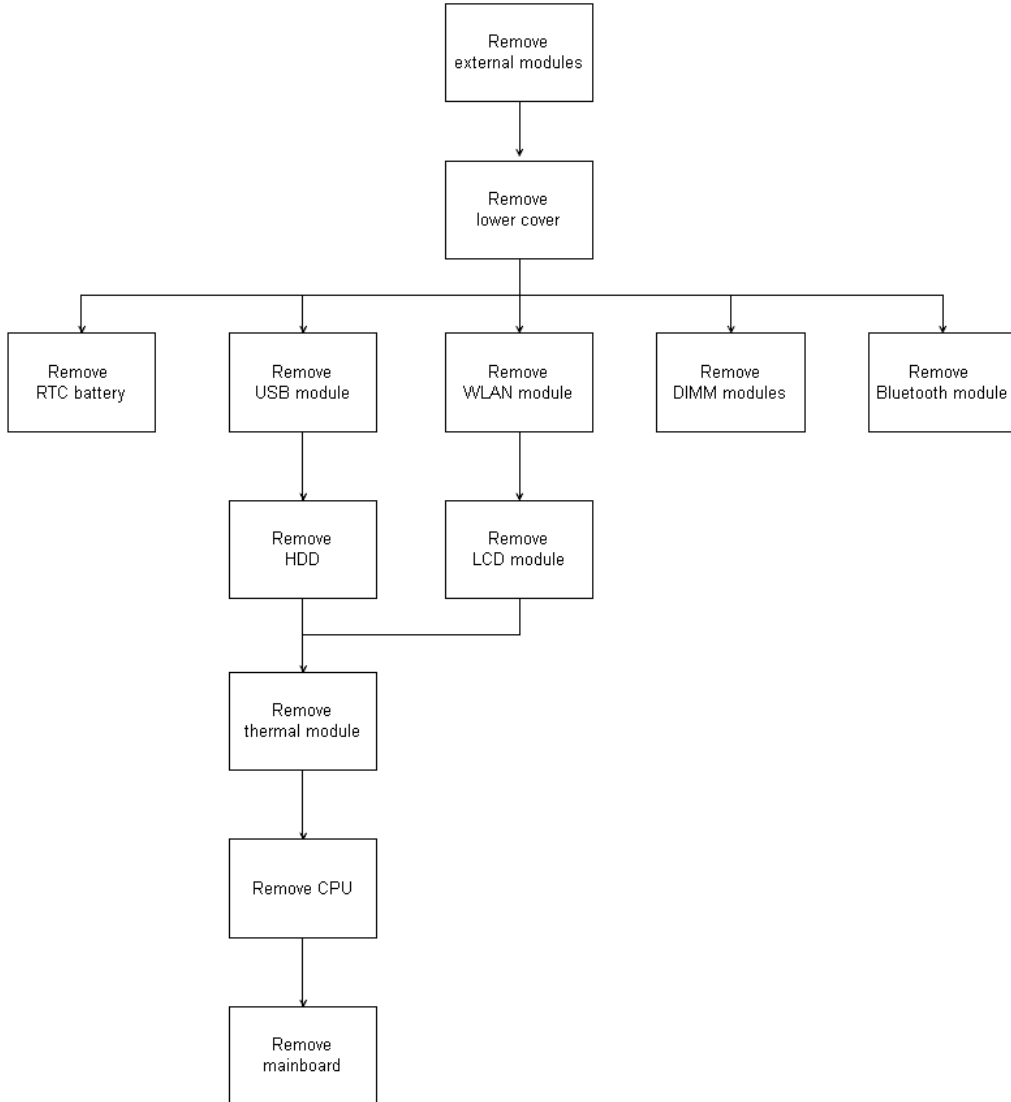 Remove
external modules
Remove
lower cover
Remove
RTC battery
Remove
USB module
Remove
WLAN module
Remove
DIMM modules
Remove
Bluetooth module
Remove
HDD
Remove
LCD module
Remove
thermal module
Remove CPU
Remove
mainboard